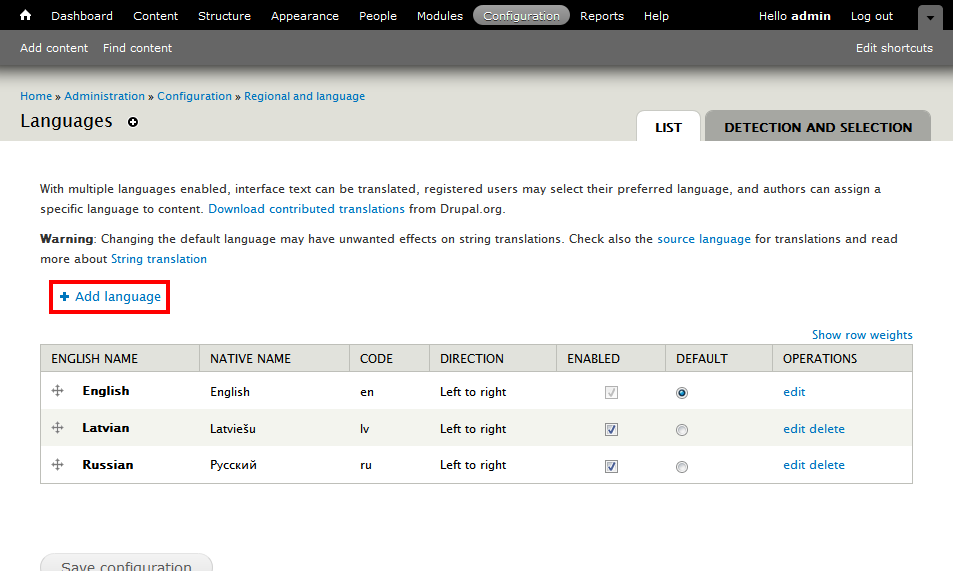 Dashboard Content Structure Appearance People Modules Configuration Reports Help Hello admin Log out
Add content Find content Edit shortcuts
Home » Administration » Configuration » Regional and language
Languages
LIST DETECTION AND SELECTION
With multiple languages enabled, interface text can be translated, registered users may select their preferred language, and authors can assign a
specific language to content. Download contributed translations from Drupal.org.
Warning: Changing the default language may have unwanted effects on string translations. Check also the source language for translations and read
more about String translation
Add language
Show row weights
ENGLISH NAME NATIVE NAME CODE DIRECTION ENABLED DEFAULT OPERATIONS
English English en Left to right edit
Latvian Latviešu lv Left to right edit delete
Russian Русский ru Left to right edit delete
Save configuration